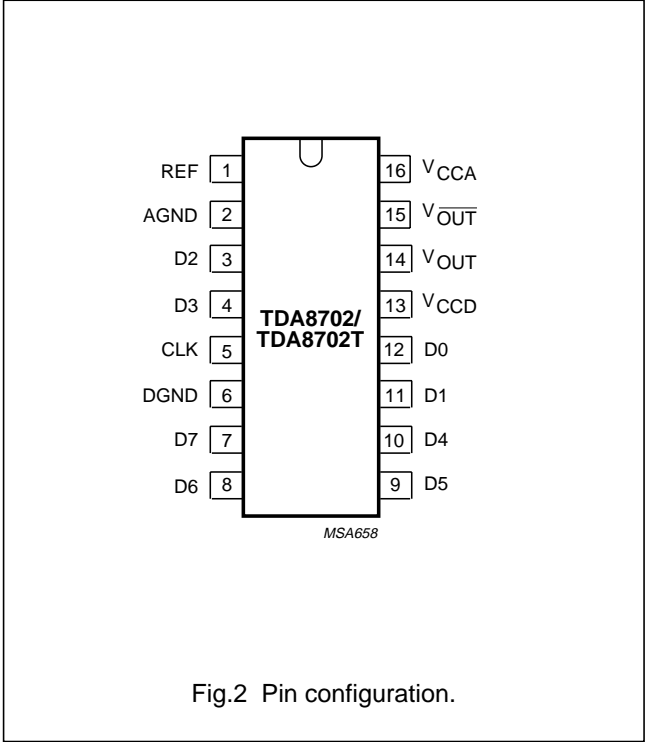 REF 1 16 VCCA
AGND 2 15 V\overline{OUT}
D2 3 14 VOUT
D3 4 13 VCCD
TDA8702/
TDA8702T
CLK 5 12 D0
DGND 6 11 D1
D7 7 10 D4
D6 8 9 D5
MSA658
Fig.2 Pin configuration.